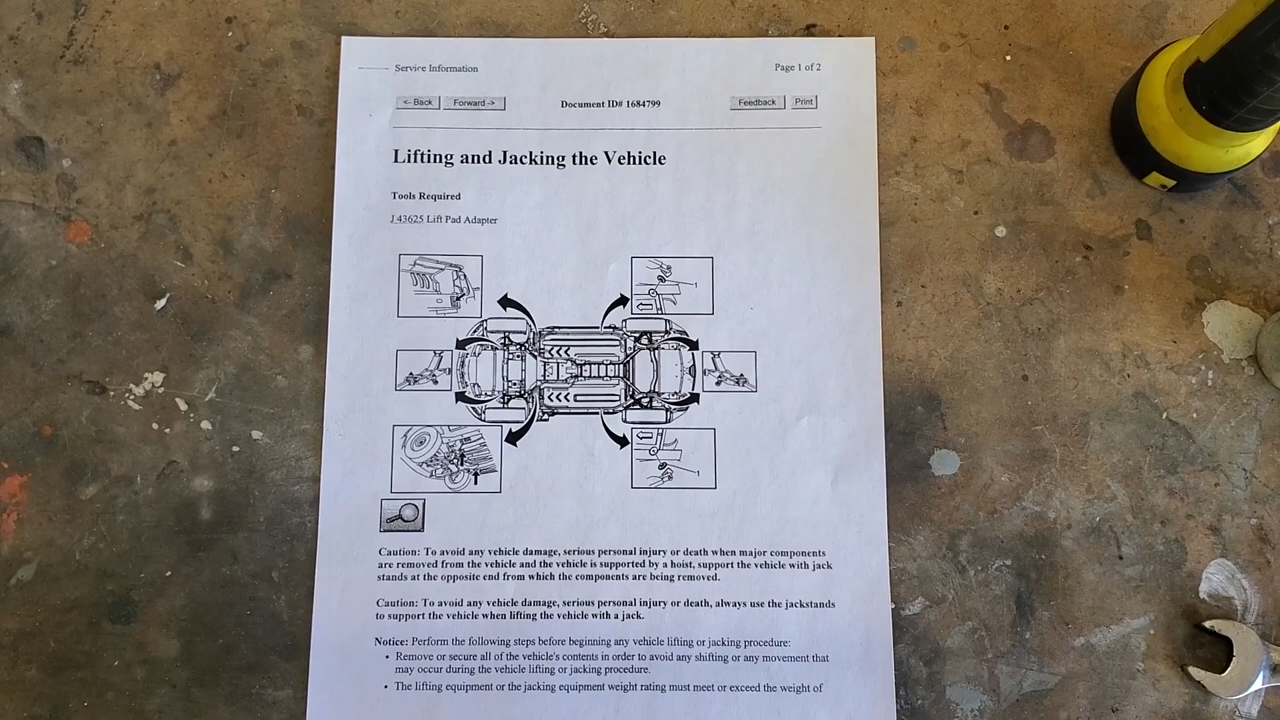 Service Information
Page 1 of 2
<- Back
Forward ->
Document ID# 1684799
Feedback
Print
Lifting and Jacking the Vehicle
Tools Required
J 43625 Lift Pad Adapter
1
1
Caution: To avoid any vehicle damage, serious personal injury or death when major components
are removed from the vehicle and the vehicle is supported by a hoist, support the vehicle with jack
stands at the opposite end from which the components are being removed.
Caution: To avoid any vehicle damage, serious personal injury or death, always use the jackstands
to support the vehicle when lifting the vehicle with a jack.
Notice: Perform the following steps before beginning any vehicle lifting or jacking procedure:
• Remove or secure all of the vehicle's contents in order to avoid any shifting or any movement that
may occur during the vehicle lifting or jacking procedure.
• The lifting equipment or the jacking equipment weight rating must meet or exceed the weight of